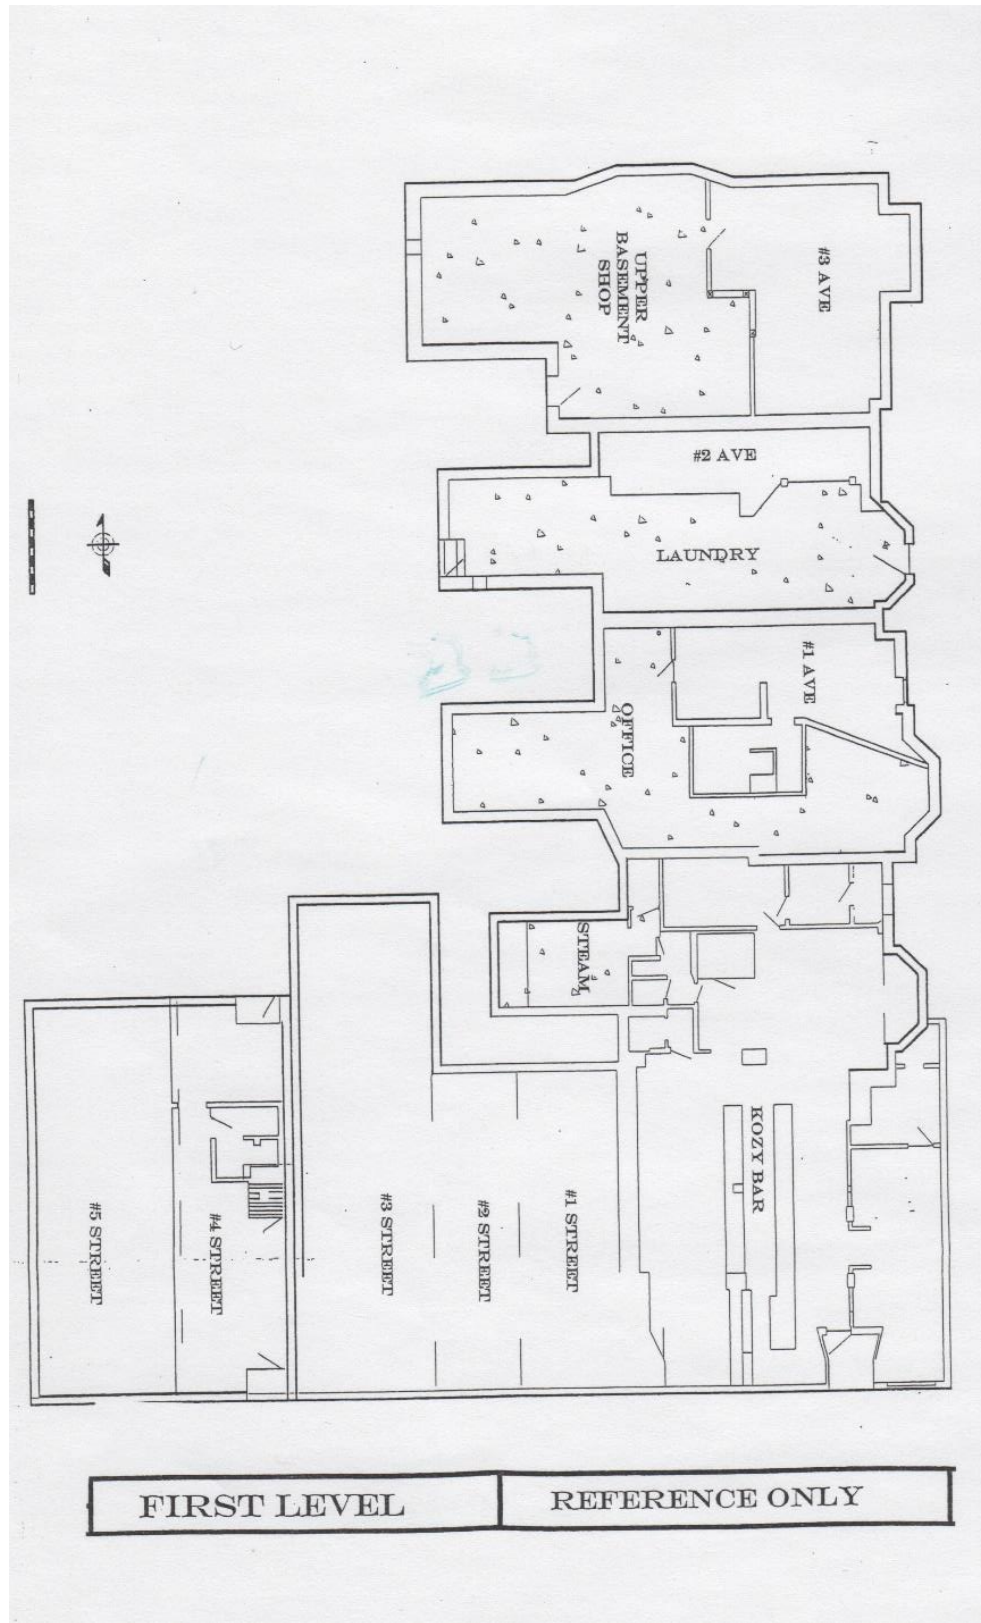 #3 AVE
UPPER
BASEMENT
SHOP
#2 AVE
LAUNDRY
#1 AVE
OFFICE
STEAM
KOZY BAR
#1 STREET
#2 STREET
#3 STREET
#4 STREET
#5 STREET
FIRST LEVEL
REFERENCE ONLY